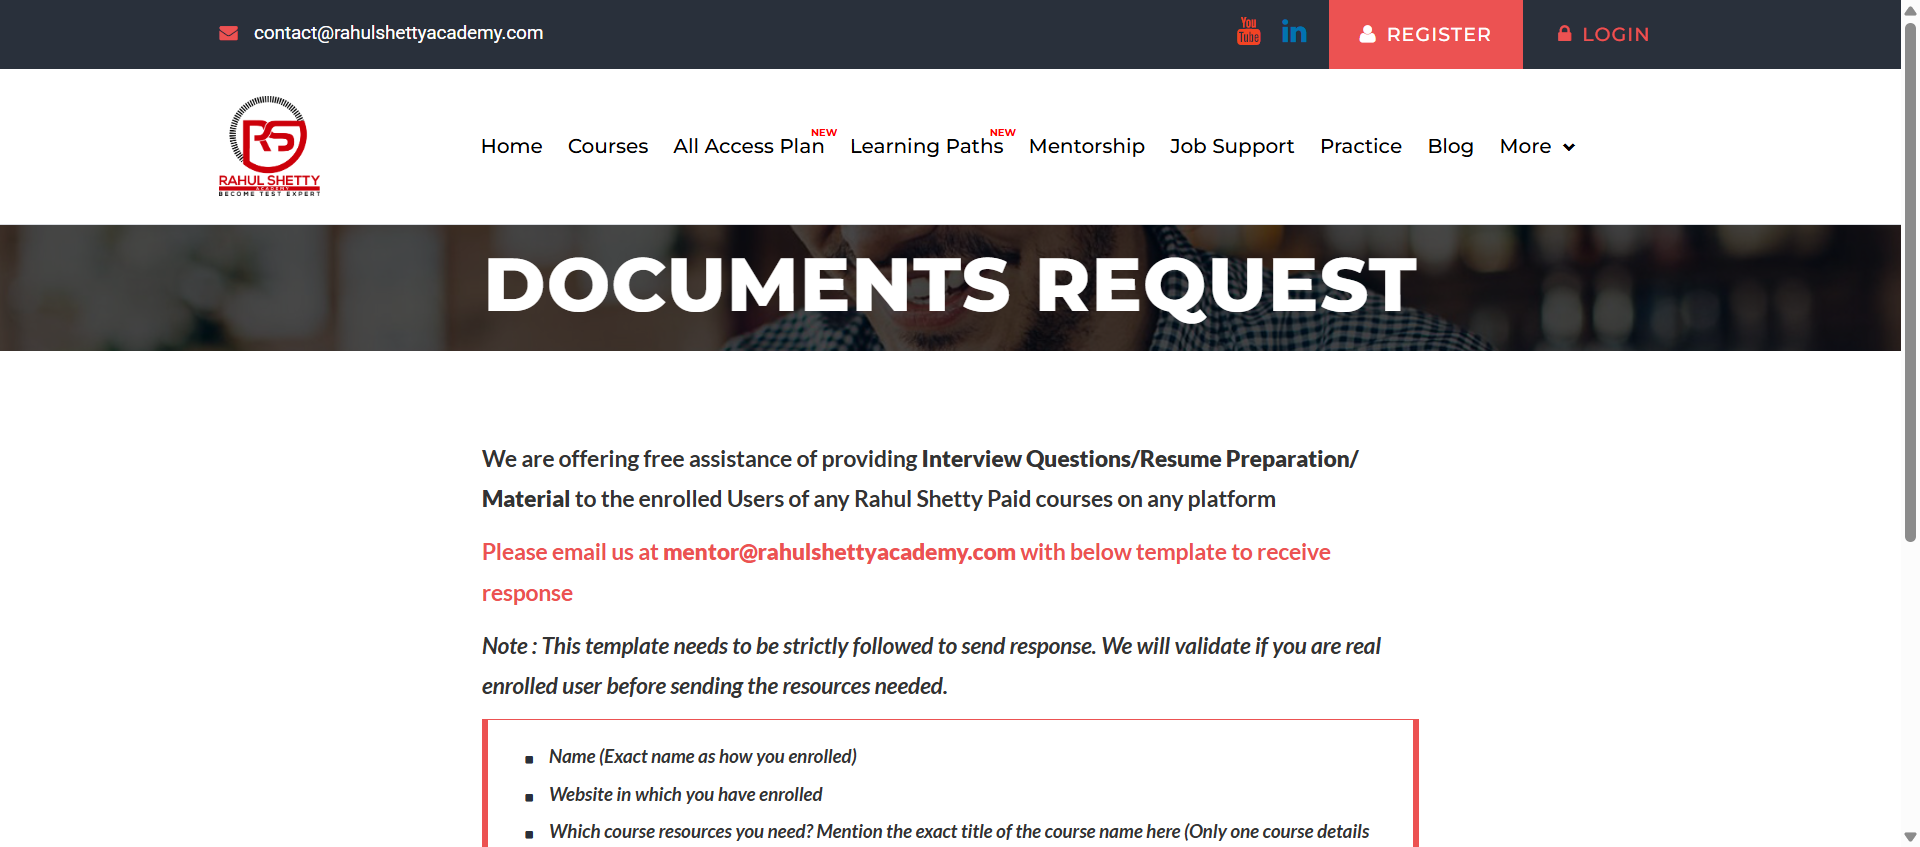 contact@rahulshettyacademy.com
You
Tube
in
REGISTER
LOGIN
RAHUL SHETTY
ACADEMY
BECOME TEST EXPERT
Home Courses All Access Plan NEW Learning Paths NEW Mentorship Job Support Practice Blog More
DOCUMENTS REQUEST
We are offering free assistance of providing Interview Questions/Resume Preparation/
Material to the enrolled Users of any Rahul Shetty Paid courses on any platform
Please email us at mentor@rahulshettyacademy.com with below template to receive
response
Note : This template needs to be strictly followed to send response. We will validate if you are real
enrolled user before sending the resources needed.
Name (Exact name as how you enrolled)
Website in which you have enrolled
Which course resources you need? Mention the exact title of the course name here (Only one course details